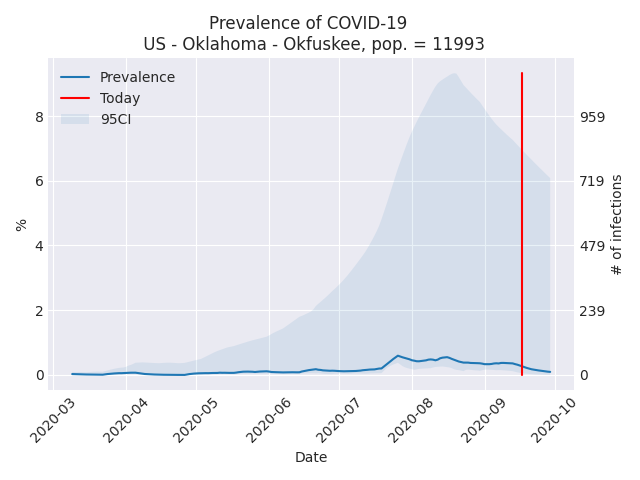 Prevalence of COVID-19
US - Oklahoma - Okfuskee, pop. = 11993
Prevalence
Today
95CI
8
6
4
2
0
%
959
719
479
239
0
# of infections
2020-03
2020-04
2020-05
2020-06
2020-07
2020-08
2020-09
2020-10
Date